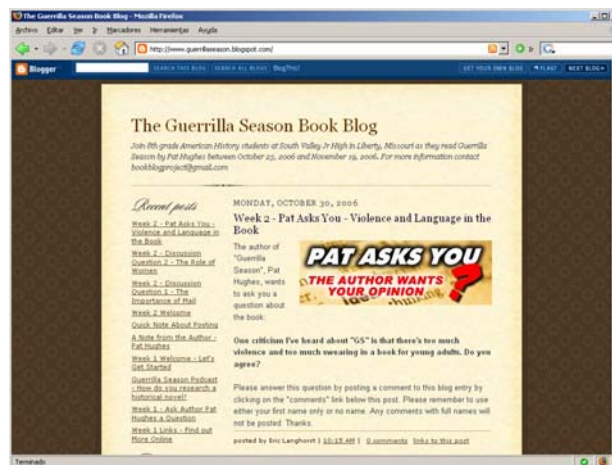 The Guerrilla Season Book Blog - Mozilla Firefox
Archivo Editar Ver Ir Marcadores Herramientas Ayuda
http://www.guerrillaseason.blogspot.com/
Blogger SEARCH THIS BLOG SEARCH ALL BLOGS BlogThis! GET YOUR OWN BLOG FLAG? NEXT BLOG»
The Guerrilla Season Book Blog
Join 8th grade American History students at South Valley Jr High in Liberty, Missouri as they read Guerrilla
Season by Pat Hughes between October 23, 2006 and November 19, 2006. For more information contact
bookblogproject@gmail.com
Recent posts
Week 2 - Pat Asks You -
Violence and Language in
the Book
Week 2 - Discussion
Question 2 - The Role of
Women
Week 2 - Discussion
Question 1 - The
Importance of Mail
Week 2 Welcome
Quick Note About Posting
A Note from the Author -
Pat Hughes
Week 1 Welcome - Let's
Get Started
Guerrilla Season Podcast
- How do you research a
historical novel?
Week 1 - Ask Author Pat
Hughes a Question
Week 1 Links - Find out
More Online
MONDAY, OCTOBER 30, 2006
Week 2 - Pat Asks You - Violence and Language in the
Book
The author of
"Guerrilla
Season", Pat
Hughes, wants
to ask you a
question about
the book:
PAT ASKS YOU
THE AUTHOR WANTS
YOUR OPINION ?
One criticism I've heard about "GS" is that there's too much
violence and too much swearing in a book for young adults. Do you
agree?
Please answer this question by posting a comment to this blog entry by
clicking on the "comments" link below this post. Please remember to use
either your first name only or no name. Any comments with full names will
not be posted. Thanks.
posted by Eric Langhorst | 10:15 AM | 0 comments links to this post
Terminado